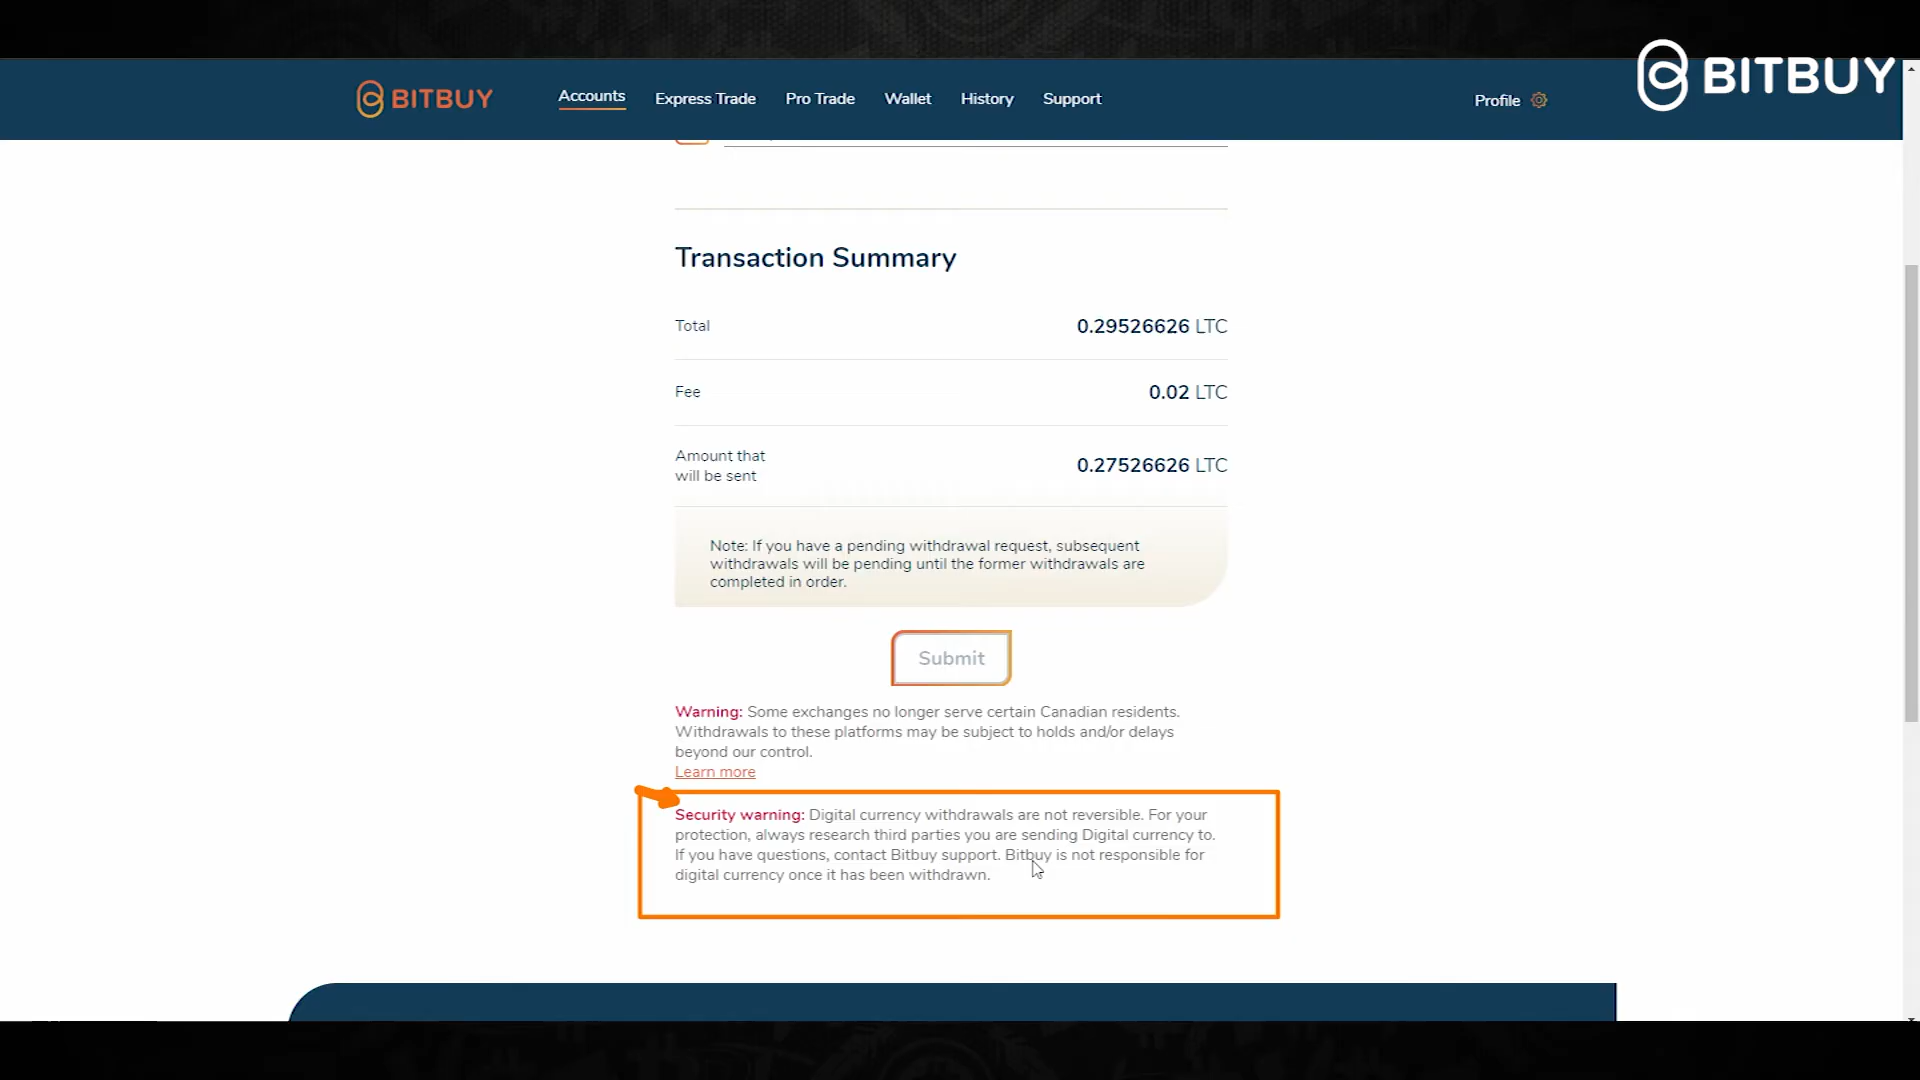 BITBUY
BITBUY
Accounts
Express Trade
Pro Trade
Wallet
History
Support
Profile
Transaction Summary
Total
0.29526626 LTC
Fee
0.02 LTC
Amount that
will be sent
0.27526626 LTC
Note: If you have a pending withdrawal request, subsequent
withdrawals will be pending until the former withdrawals are
completed in order.
Submit
Warning: Some exchanges no longer serve certain Canadian residents.
Withdrawals to these platforms may be subject to holds and/or delays
beyond our control.
Learn more
Security warning: Digital currency withdrawals are not reversible. For your
protection, always research third parties you are sending Digital currency to.
If you have questions, contact Bitbuy support. Bitbuy is not responsible for
digital currency once it has been withdrawn.